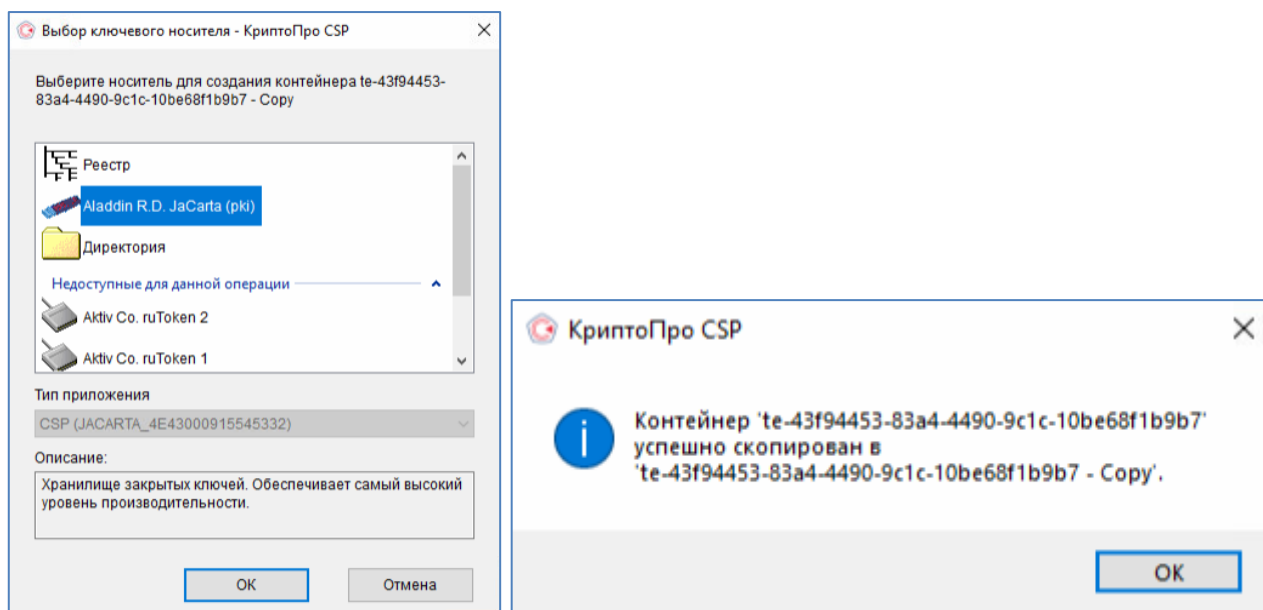 Выбор ключевого носителя - КриптоПро CSP
Выберите носитель для создания контейнера te-43f94453-
83a4-4490-9c1c-10be68f1b9b7 - Copy
Реестр
Aladdin R.D. JaCarta (pki)
Директория
Недоступные для данной операции
Aktiv Co. ruToken 2
Aktiv Co. ruToken 1
Тип приложения
CSP (JACARTA_4E43000915545332)
Описание:
Хранилище закрытых ключей. Обеспечивает самый высокий
уровень производительности.
ОК
Отмена
КриптоПро CSP
Контейнер 'te-43f94453-83a4-4490-9c1c-10be68f1b9b7'
успешно скопирован в
'te-43f94453-83a4-4490-9c1c-10be68f1b9b7 - Copy'.
ОК